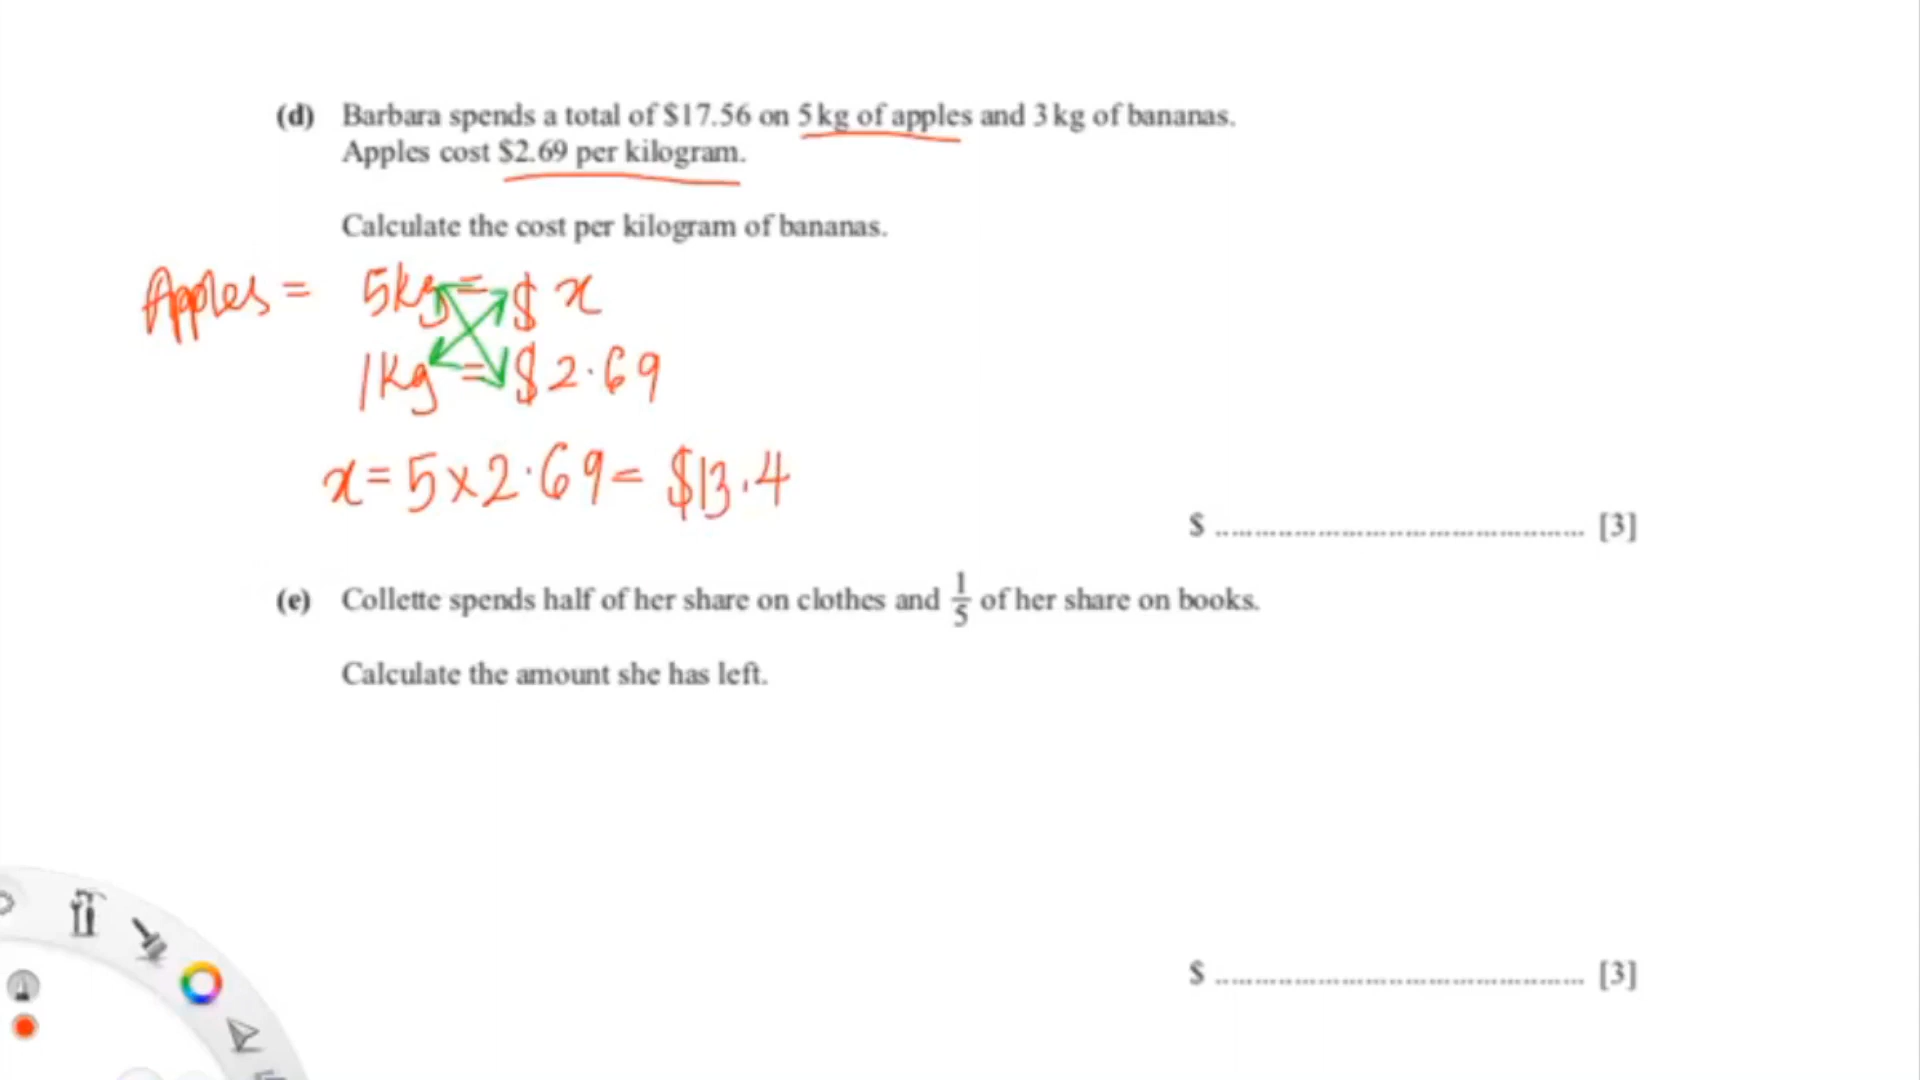 (d) Barbara spends a total of $17.56 on 5 kg of apples and 3 kg of bananas.
Apples cost $2.69 per kilogram.
Calculate the cost per kilogram of bananas.
Apples = 5kg = $ x
1kg = $2.69
x = 5 × 2.69 = $13.4
$ ........................................ [3]
(e) Collette spends half of her share on clothes and 1/5 of her share on books.
Calculate the amount she has left.
$ ........................................ [3]